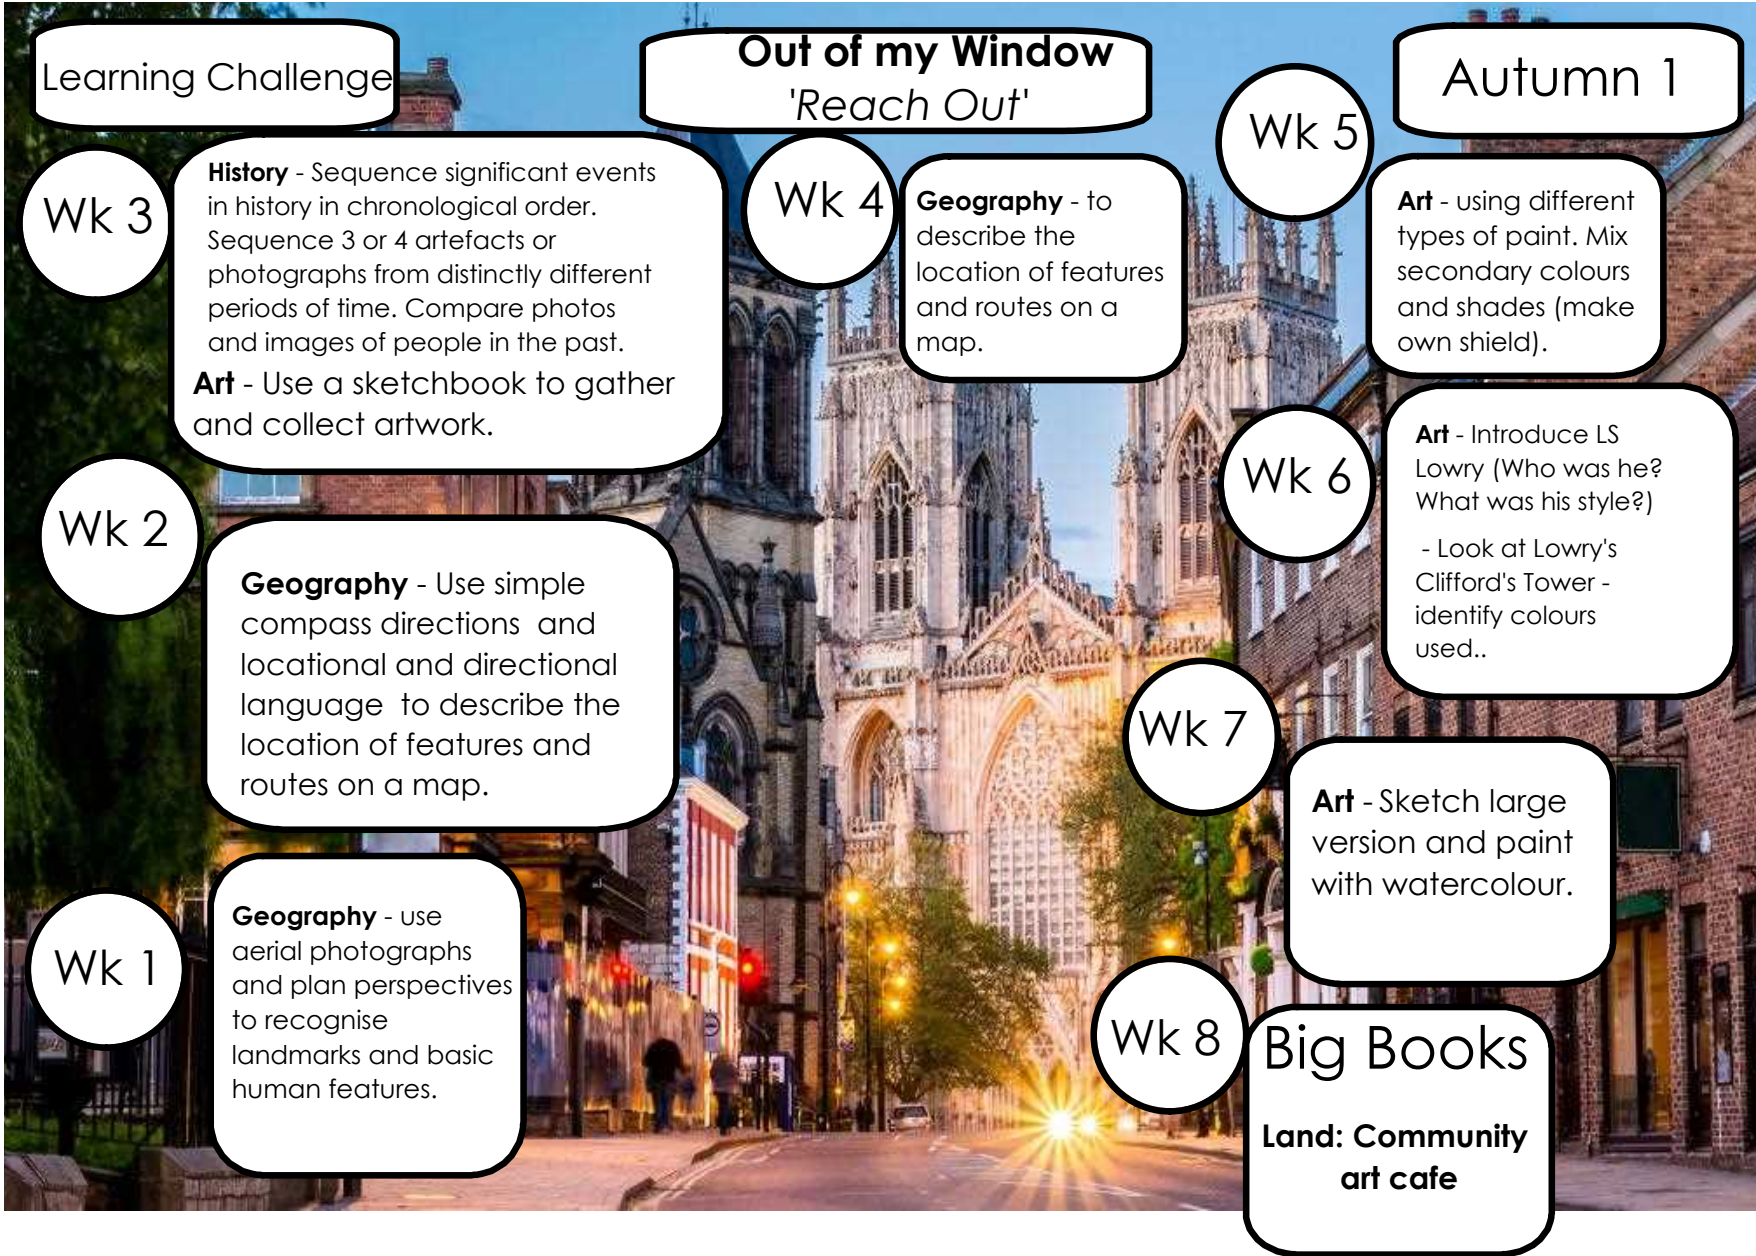 Learning Challenge
Out of my Window
'Reach Out'
Autumn 1
Wk 3
History - Sequence significant events
in history in chronological order.
Sequence 3 or 4 artefacts or
photographs from distinctly different
periods of time. Compare photos
and images of people in the past.
Art - Use a sketchbook to gather
and collect artwork.
Wk 4
Geography - to
describe the
location of features
and routes on a
map.
Wk 5
Art - using different
types of paint. Mix
secondary colours
and shades (make
own shield).
Wk 2
Geography - Use simple
compass directions and
locational and directional
language to describe the
location of features and
routes on a map.
Wk 6
Art - Introduce LS
Lowry (Who was he?
What was his style?)
- Look at Lowry's
Clifford's Tower -
identify colours
used..
Wk 1
Geography - use
aerial photographs
and plan perspectives
to recognise
landmarks and basic
human features.
Wk 7
Art - Sketch large
version and paint
with watercolour.
Wk 8
Big Books
Land: Community
art cafe